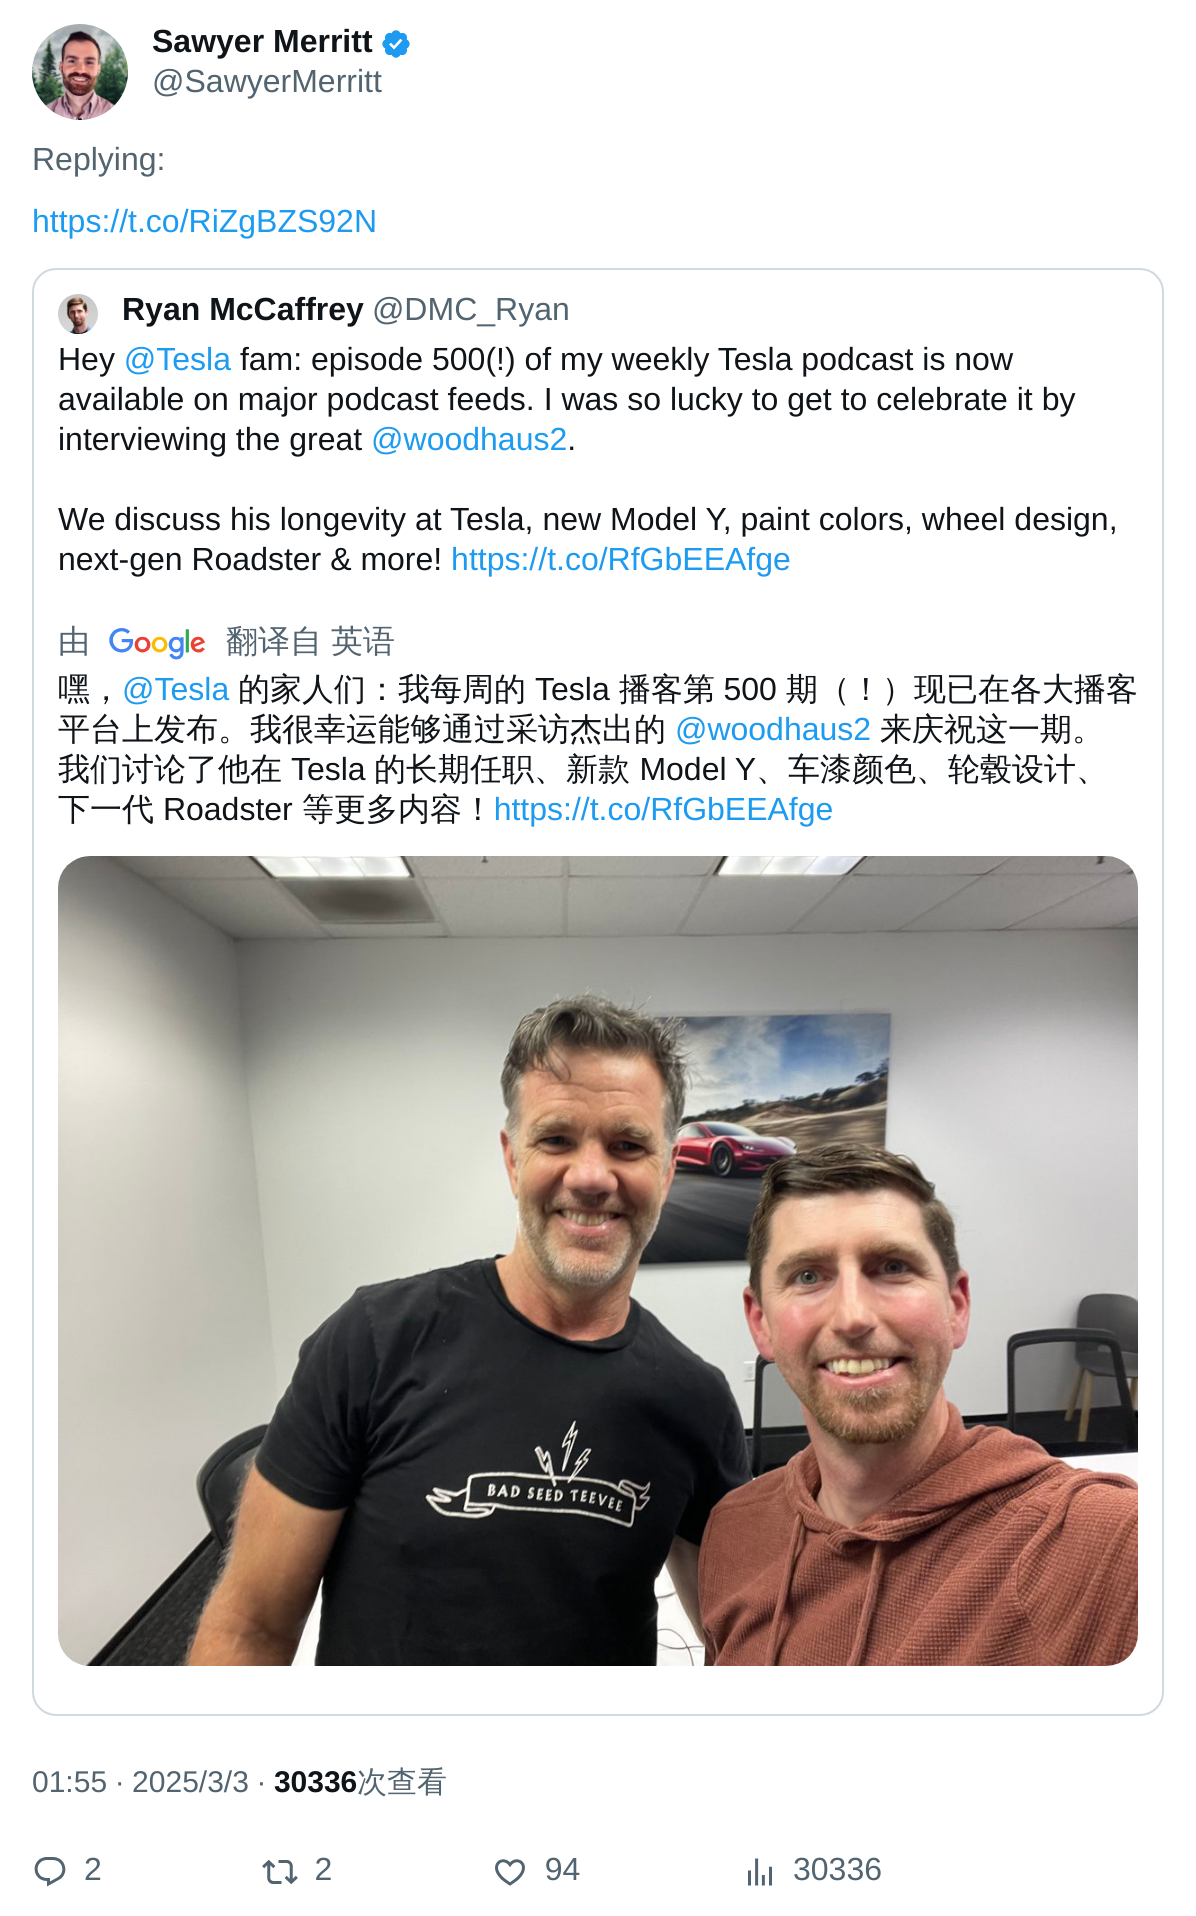 Sawyer Merritt
@SawyerMerritt
Replying:
https://t.co/RiZgBZS92N
Ryan McCaffrey @DMC_Ryan
Hey @Tesla fam: episode 500(!) of my weekly Tesla podcast is now
available on major podcast feeds. I was so lucky to get to celebrate it by
interviewing the great @woodhaus2.
We discuss his longevity at Tesla, new Model Y, paint colors, wheel design,
next-gen Roadster & more! https://t.co/RfGbEEAfge
由 Google 翻译自 英语
嘿，@Tesla 的家人们：我每周的 Tesla 播客第 500 期（！）现已在各大播客
平台上发布。我很幸运能够通过采访杰出的 @woodhaus2 来庆祝这一期。
我们讨论了他在 Tesla 的长期任职、新款 Model Y、车漆颜色、轮毂设计、
下一代 Roadster 等更多内容！https://t.co/RfGbEEAfge
BAD SEED TEEVEE
01:55 · 2025/3/3 · 30336次查看
2 2 94 30336